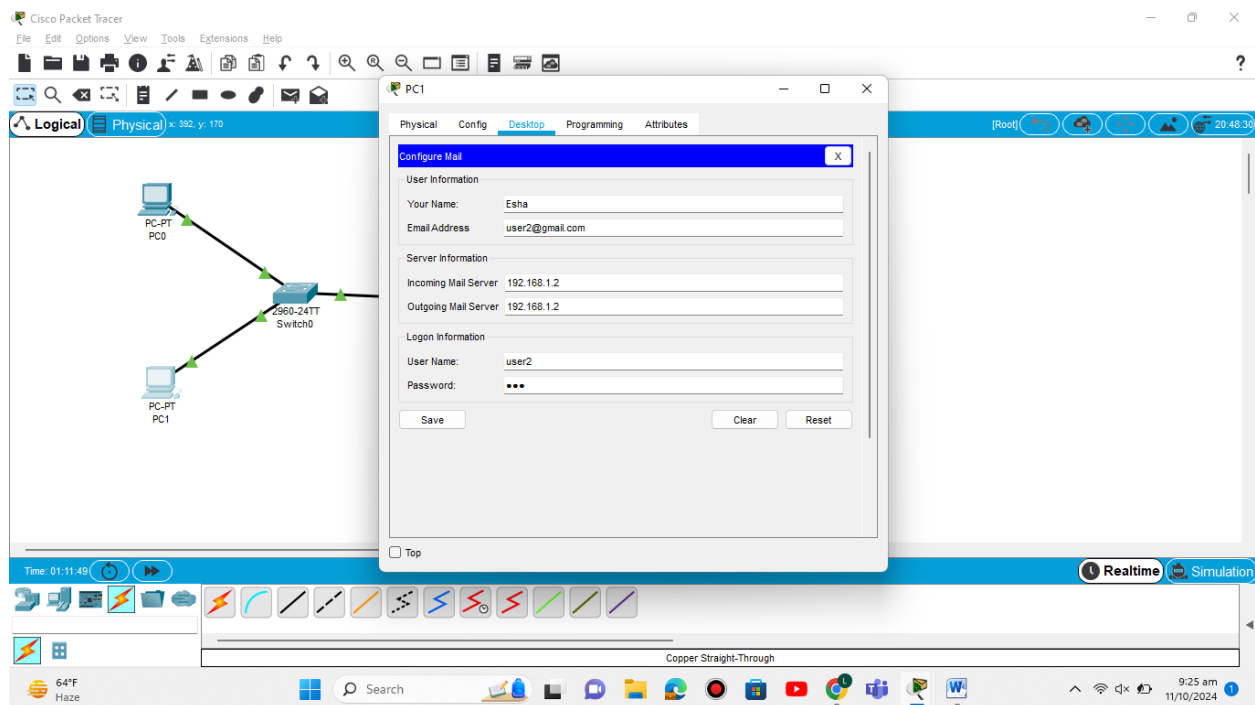 Cisco Packet Tracer
File Edit Options View Tools Extensions Help
?
PC1
Logical Physical x: 392, y: 170
[Root] 20:48:30
Physical Config Desktop Programming Attributes
Configure Mail X
User Information
Your Name: Esha
Email Address user2@gmail.com
Server Information
Incoming Mail Server 192.168.1.2
Outgoing Mail Server 192.168.1.2
Logon Information
User Name: user2
Password: •••
Save Clear Reset
Top
PC-PT
PC0
2960-24TT
Switch0
PC-PT
PC1
Time: 01:11:49
Realtime Simulation
Copper Straight-Through
64°F
Haze
Search
9:25 am
11/10/2024
1